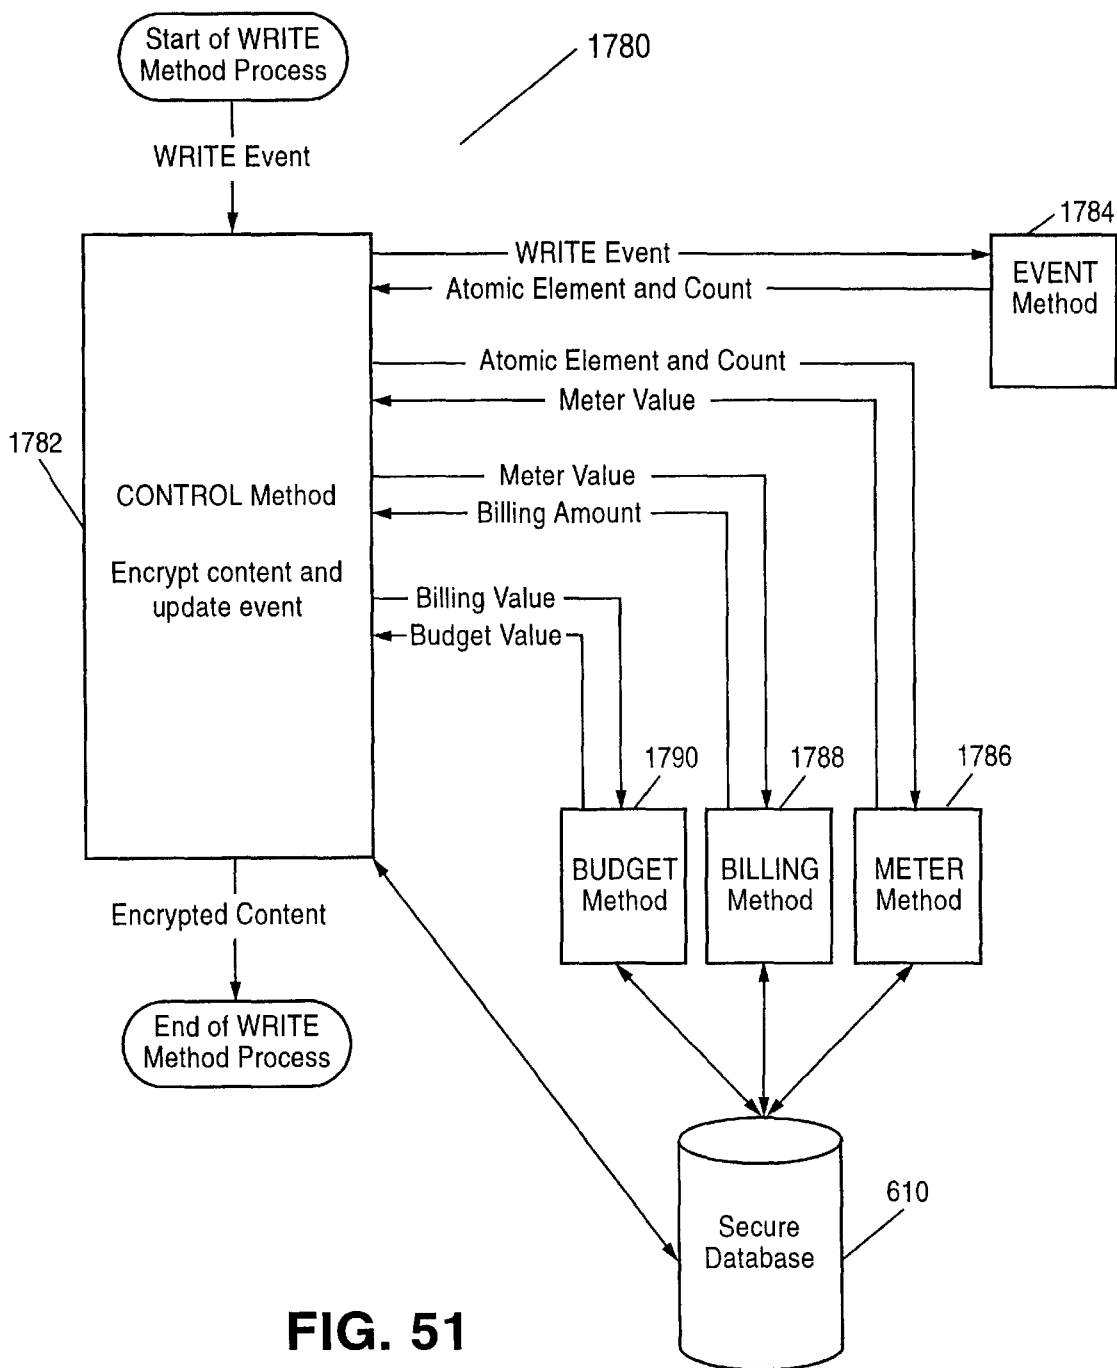 Start of WRITE
Method Process
1780
WRITE Event
1784
WRITE Event
EVENT
Method
Atomic Element and Count
Atomic Element and Count
Meter Value
1782
CONTROL Method
Meter Value
Billing Amount
Encrypt content and
update event
Billing Value
Budget Value
1790
1788
1786
BUDGET
Method
BILLING
Method
METER
Method
Encrypted Content
End of WRITE
Method Process
610
Secure
Database
FIG. 51